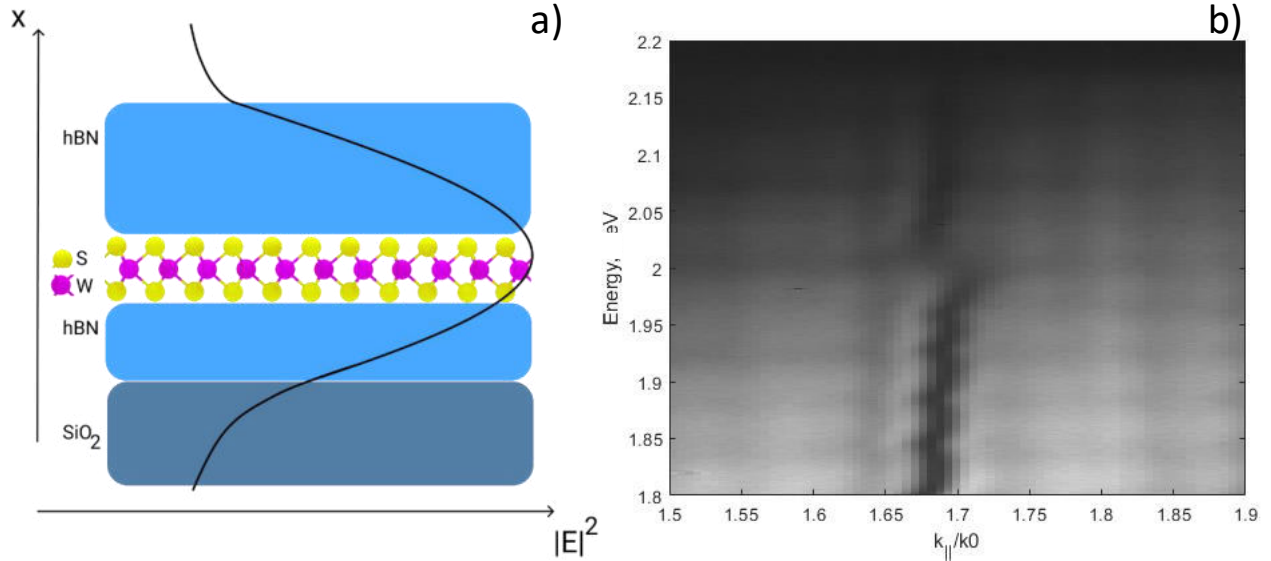 x
a)
hBN
S
W
hBN
SiO2
|E|2
b)
2.2
2.15
2.1
2.05
2
1.95
1.9
1.85
1.8
Energy, eV
1.5 1.55 1.6 1.65 1.7 1.75 1.8 1.85 1.9
k||/k0